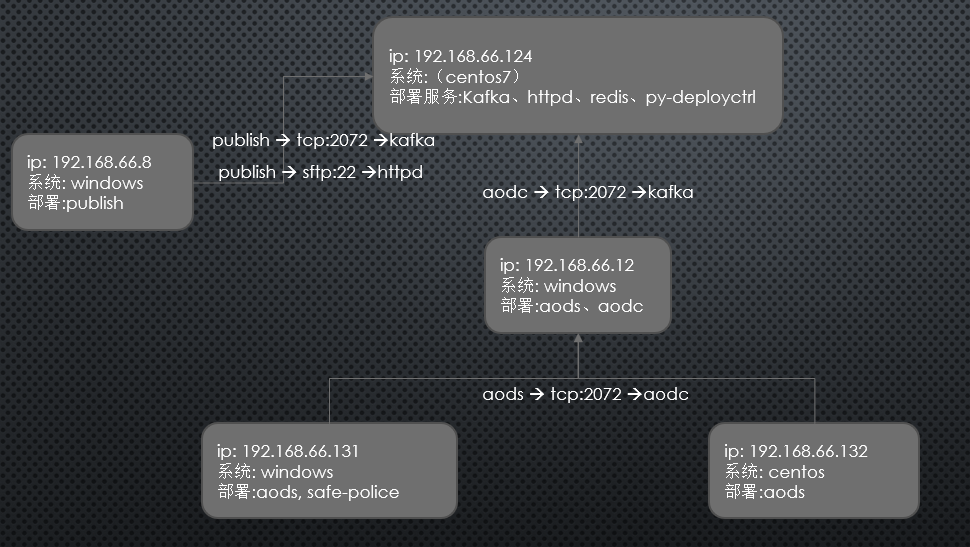 ip: 192.168.66.124
系统:（centos7）
部署服务:Kafka、httpd、redis、py-deployctrl
publish → tcp:2072 →kafka
publish → sftp:22 →httpd
ip: 192.168.66.8
系统: windows
部署:publish
aodc → tcp:2072 →kafka
ip: 192.168.66.12
系统: windows
部署:aods、aodc
aods → tcp:2072 →aodc
ip: 192.168.66.131
系统: windows
部署:aods, safe-police
ip: 192.168.66.132
系统: centos
部署:aods